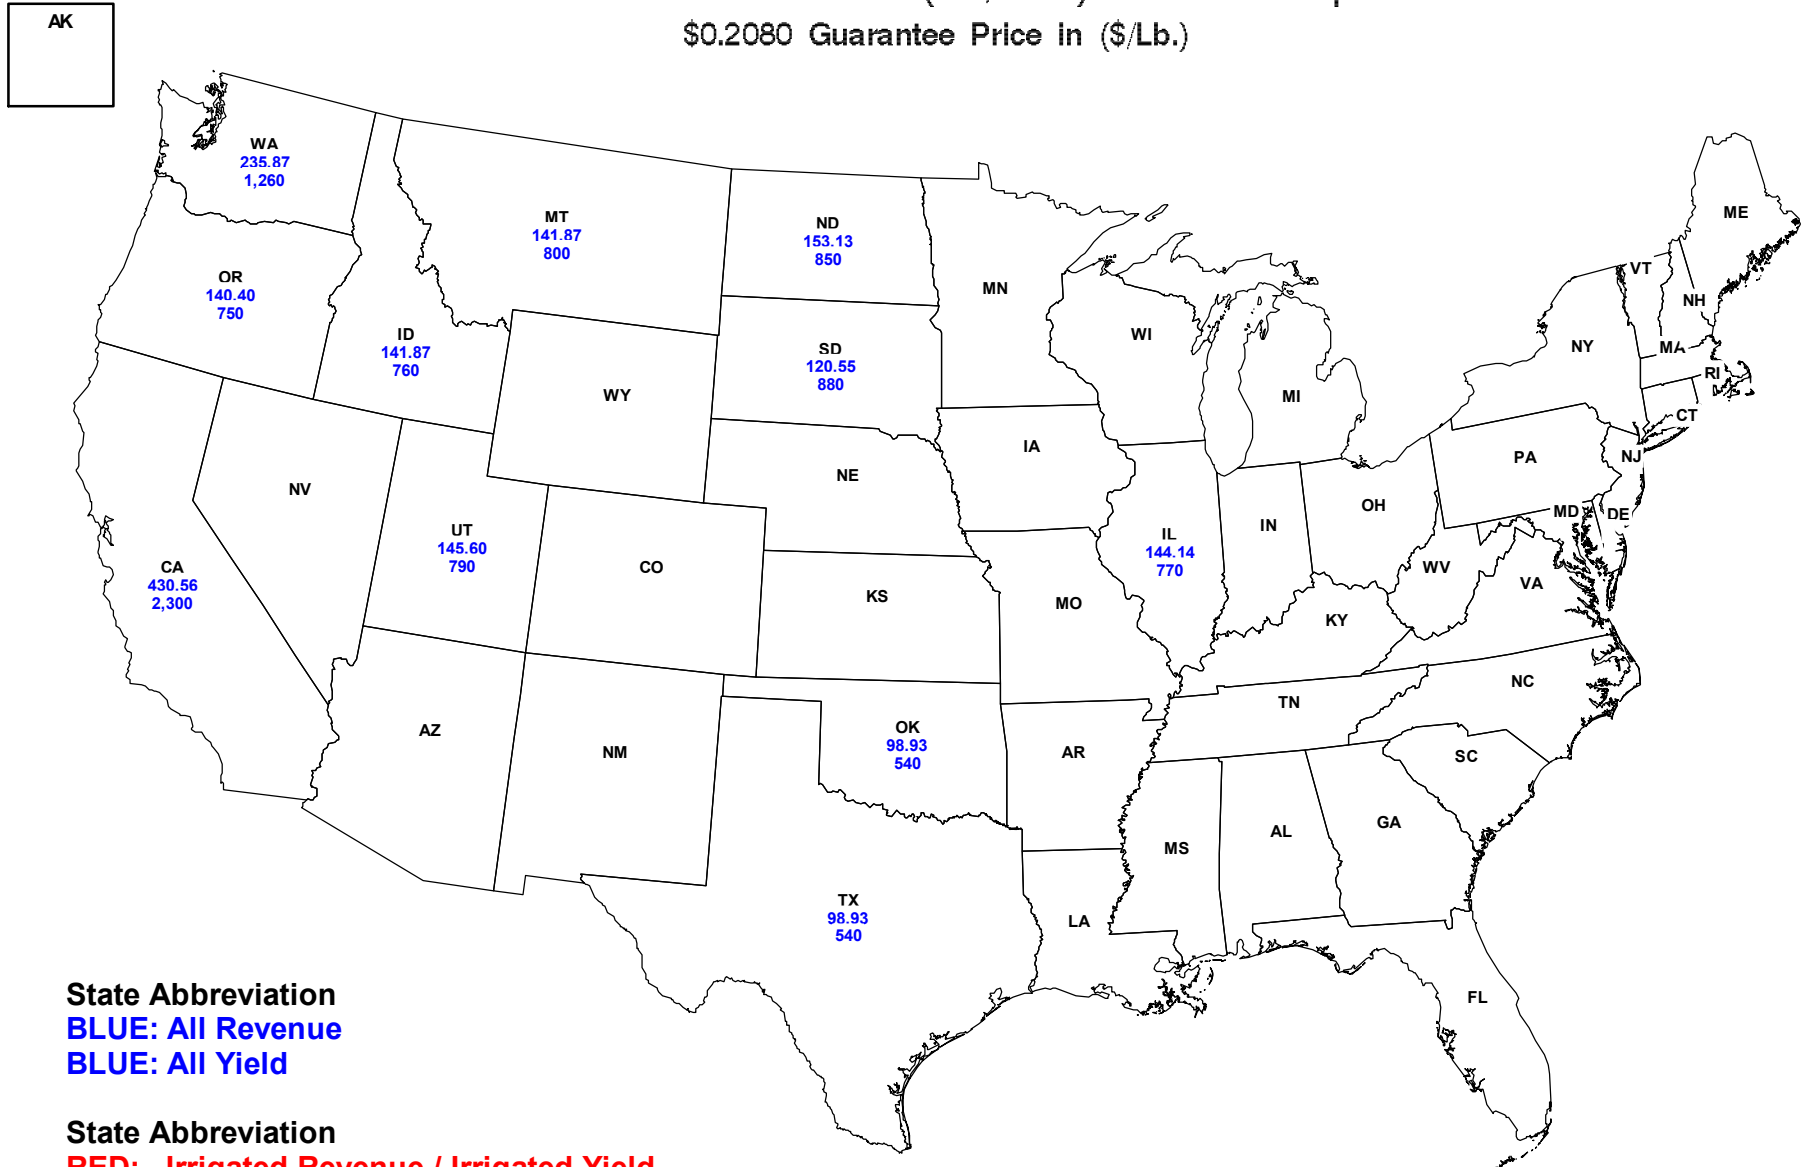 AK
$0.2080 Guarantee Price in ($/Lb.)
WA
235.87
1,260
MT
141.87
800
ND
153.13
850
MN
ME
VT
NH
OR
140.40
750
ID
141.87
760
SD
120.55
880
WI
NY
MA
RI
WY
MI
CT
IA
PA
NJ
NE
NV
OH
MD
DE
IN
UT
145.60
790
IL
144.14
770
CA
430.56
2,300
CO
WV
VA
KS
MO
KY
NC
TN
AZ
NM
OK
98.93
540
AR
SC
MS
AL
GA
TX
98.93
540
LA
FL
State Abbreviation
BLUE: All Revenue
BLUE: All Yield
State Abbreviation
RED: Irrigated Revenue / Irrigated Yield